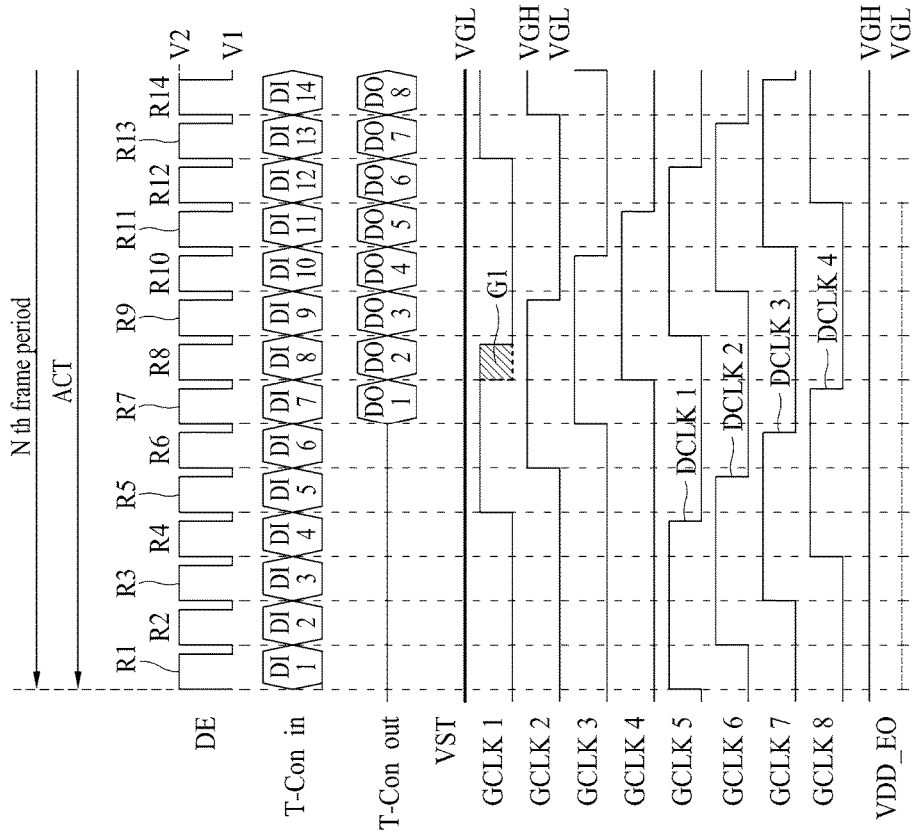 N th frame period
ACT
R1 R2 R3 R4 R5 R6 R7 R8 R9 R10 R11 R12 R13 R14
DE
V2
V1
T-Con in
DI 1 DI 2 DI 3 DI 4 DI 5 DI 6 DI 7 DI 8 DI 9 DI 10 DI 11 DI 12 DI 13 DI 14
T-Con out
DO 1 DO 2 DO 3 DO 4 DO 5 DO 6 DO 7 DO 8
VST
VGL
GCLK 1
G1
VGH
VGL
GCLK 2
GCLK 3
GCLK 4
GCLK 5
DCLK 1
GCLK 6
DCLK 2
GCLK 7
DCLK 3
GCLK 8
DCLK 4
VDD_EO
VGH
VGL